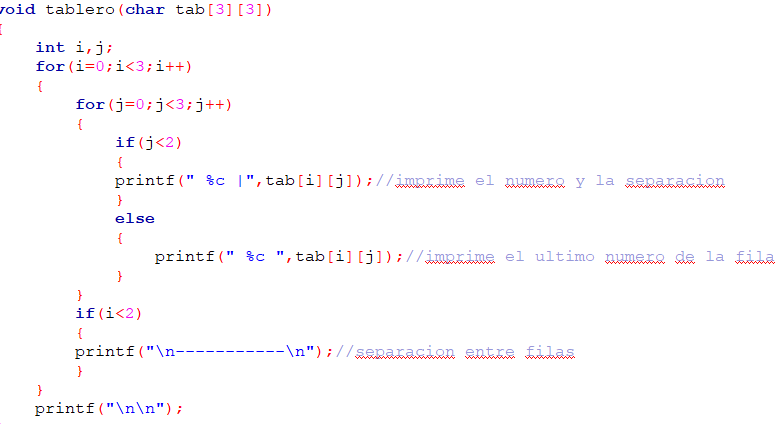 void tablero(char tab[3][3])
{
int i,j;
for(i=0;i<3;i++)
{
for(j=0;j<3;j++)
{
if(j<2)
{
printf(" %c |",tab[i][j]);//imprime el numero y la separacion
}
else
{
printf(" %c ",tab[i][j]);//imprime el ultimo numero de la fila
}
}
if(i<2)
{
printf("\n-----------\n");//separacion entre filas
}
}
printf("\n\n");